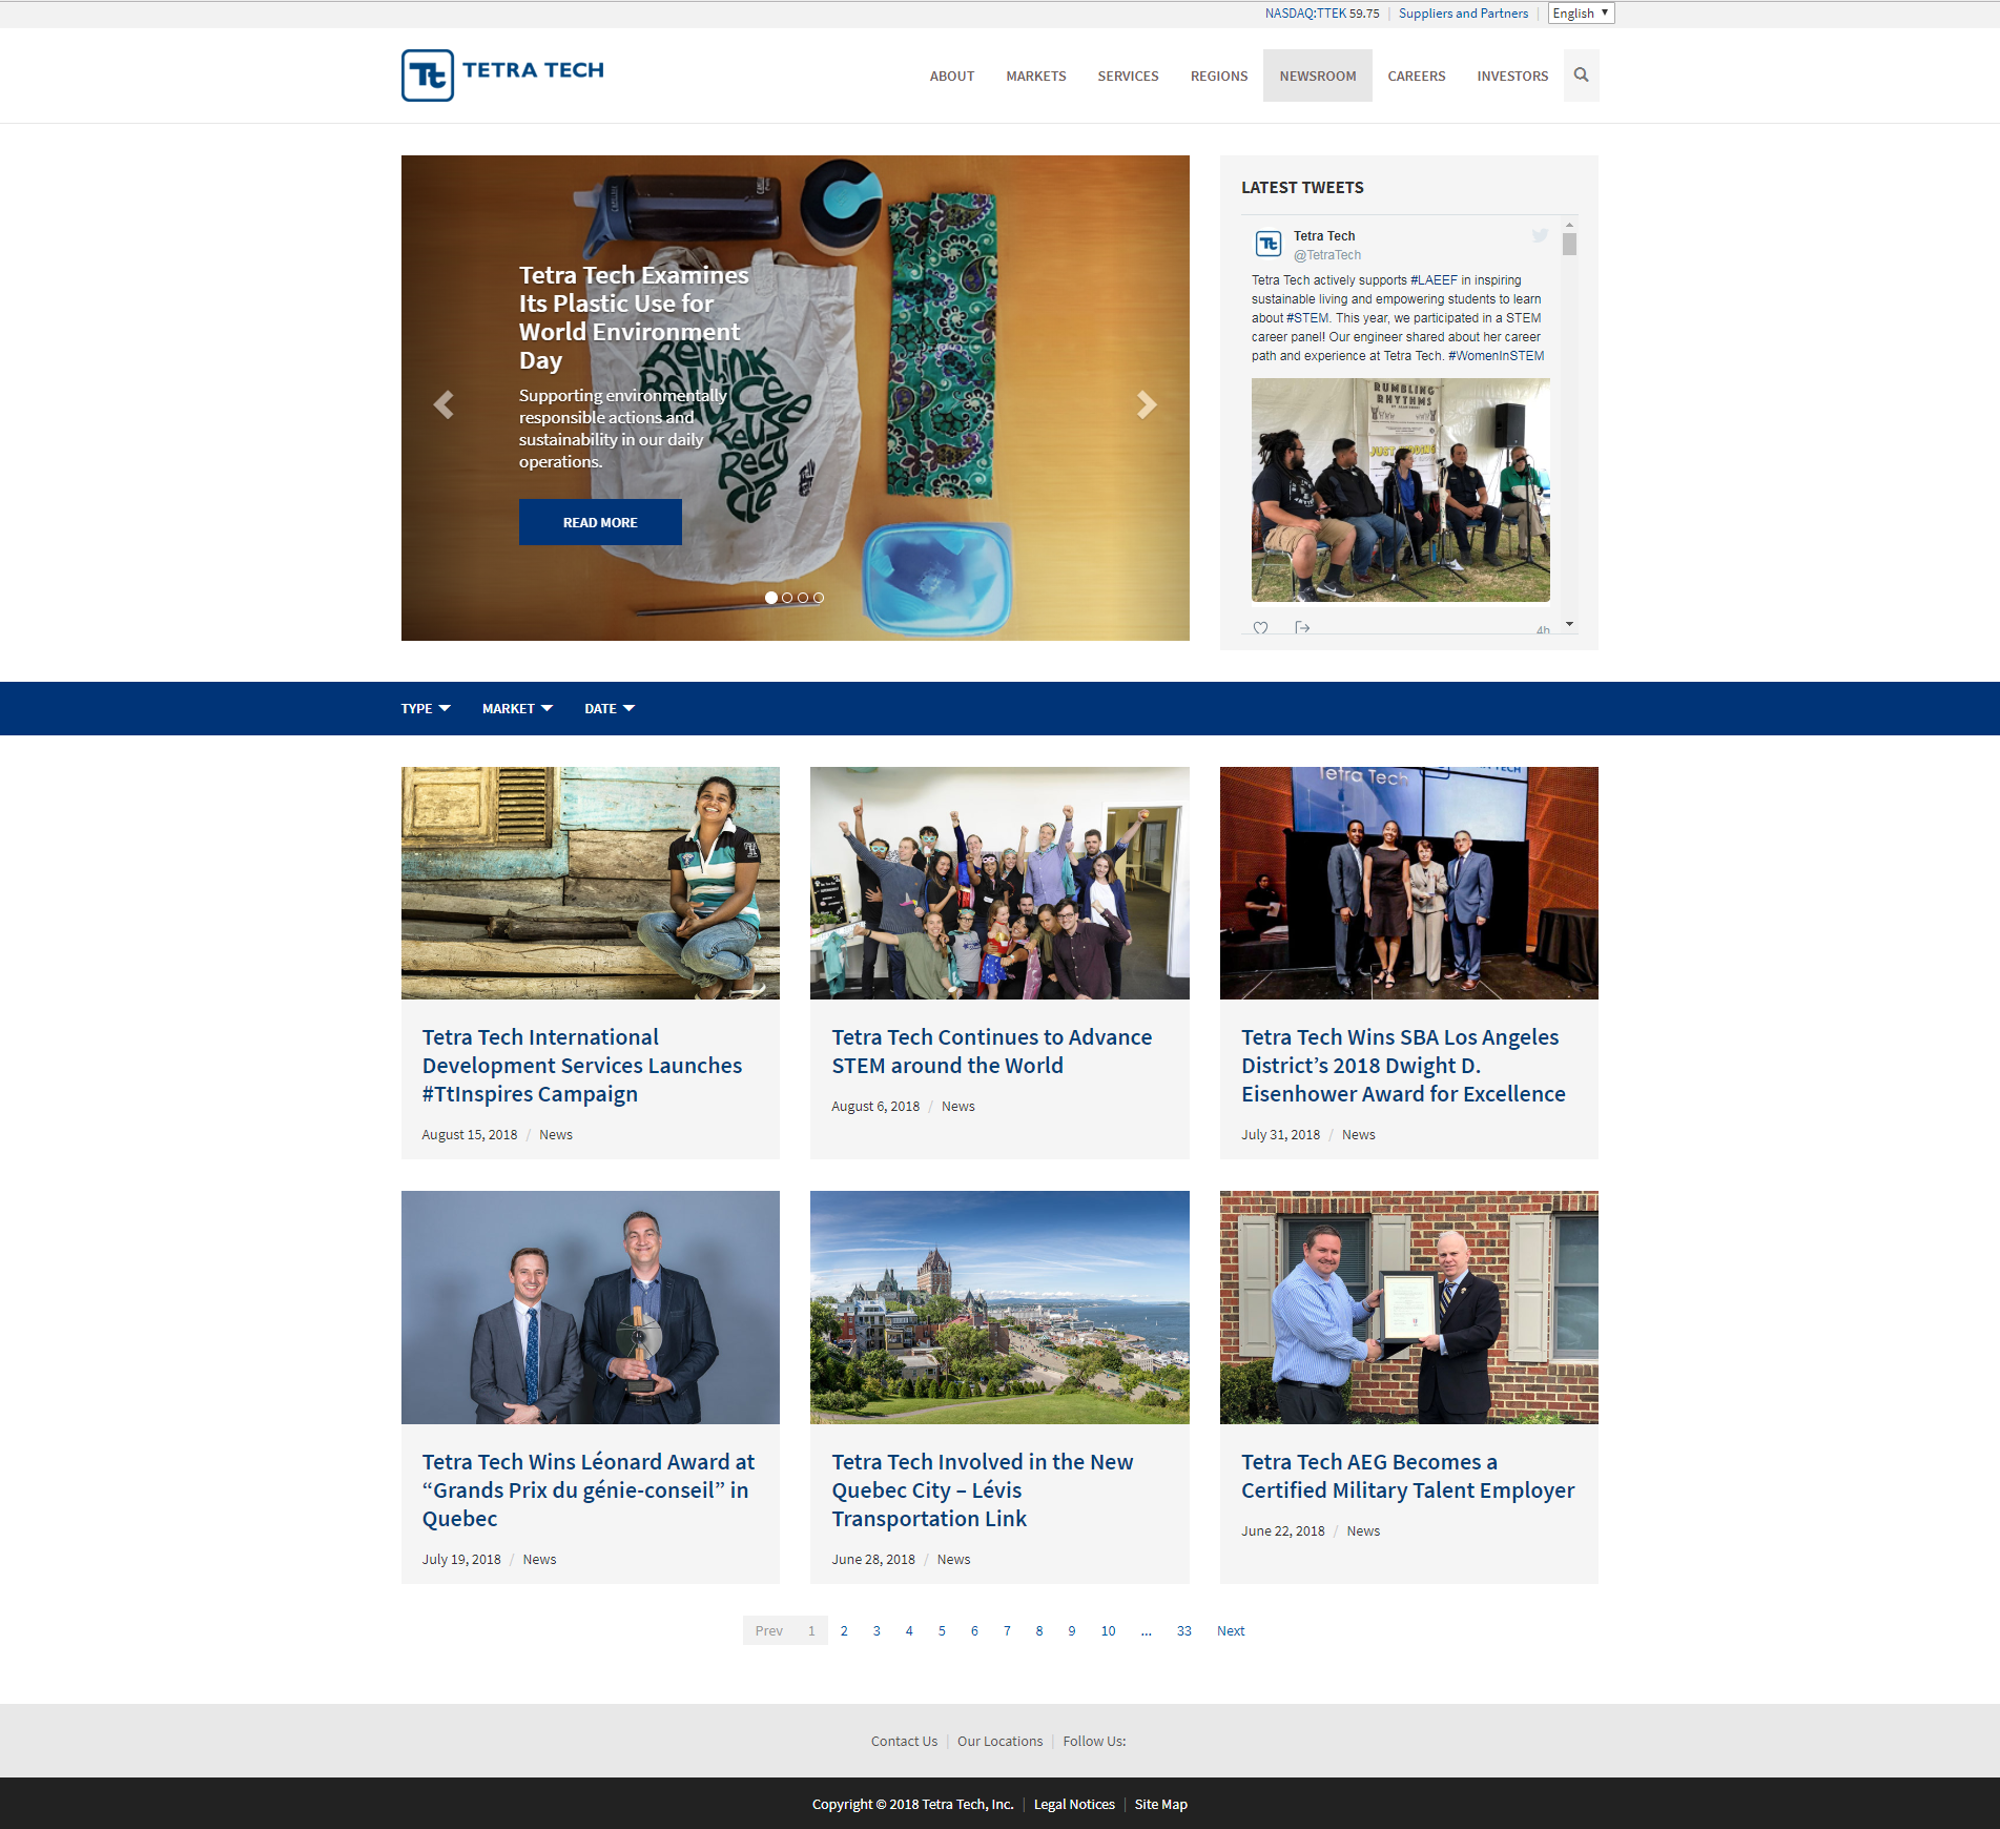 NASDAQ:TTEK 59.75 | Suppliers and Partners | English
Tt TETRA TECH
ABOUT MARKETS SERVICES REGIONS NEWSROOM CAREERS INVESTORS
Tetra Tech Examines
Its Plastic Use for
World Environment
Day
Supporting environmentally
responsible actions and
sustainability in our daily
operations.
READ MORE
CAMELBAK
Rethink
Reduce
Reuse
Recy
cle
LATEST TWEETS
Tt Tetra Tech
@TetraTech
Tetra Tech actively supports #LAEEF in inspiring
sustainable living and empowering students to learn
about #STEM. This year, we participated in a STEM
career panel! Our engineer shared about her career
path and experience at Tetra Tech. #WomenInSTEM
RUMBLING
RHYTHMS
4h
TYPE MARKET DATE
Tetra Tech
Tetra Tech International
Development Services Launches
#TtInspires Campaign
August 15, 2018 / News
Tetra Tech Continues to Advance
STEM around the World
August 6, 2018 / News
Tetra Tech Wins SBA Los Angeles
District’s 2018 Dwight D.
Eisenhower Award for Excellence
July 31, 2018 / News
Tetra Tech Wins Léonard Award at
“Grands Prix du génie-conseil” in
Quebec
July 19, 2018 / News
Tetra Tech Involved in the New
Quebec City – Lévis
Transportation Link
June 28, 2018 / News
Tetra Tech AEG Becomes a
Certified Military Talent Employer
June 22, 2018 / News
Prev 1 2 3 4 5 6 7 8 9 10 ... 33 Next
Contact Us | Our Locations | Follow Us:
Copyright © 2018 Tetra Tech, Inc. | Legal Notices | Site Map